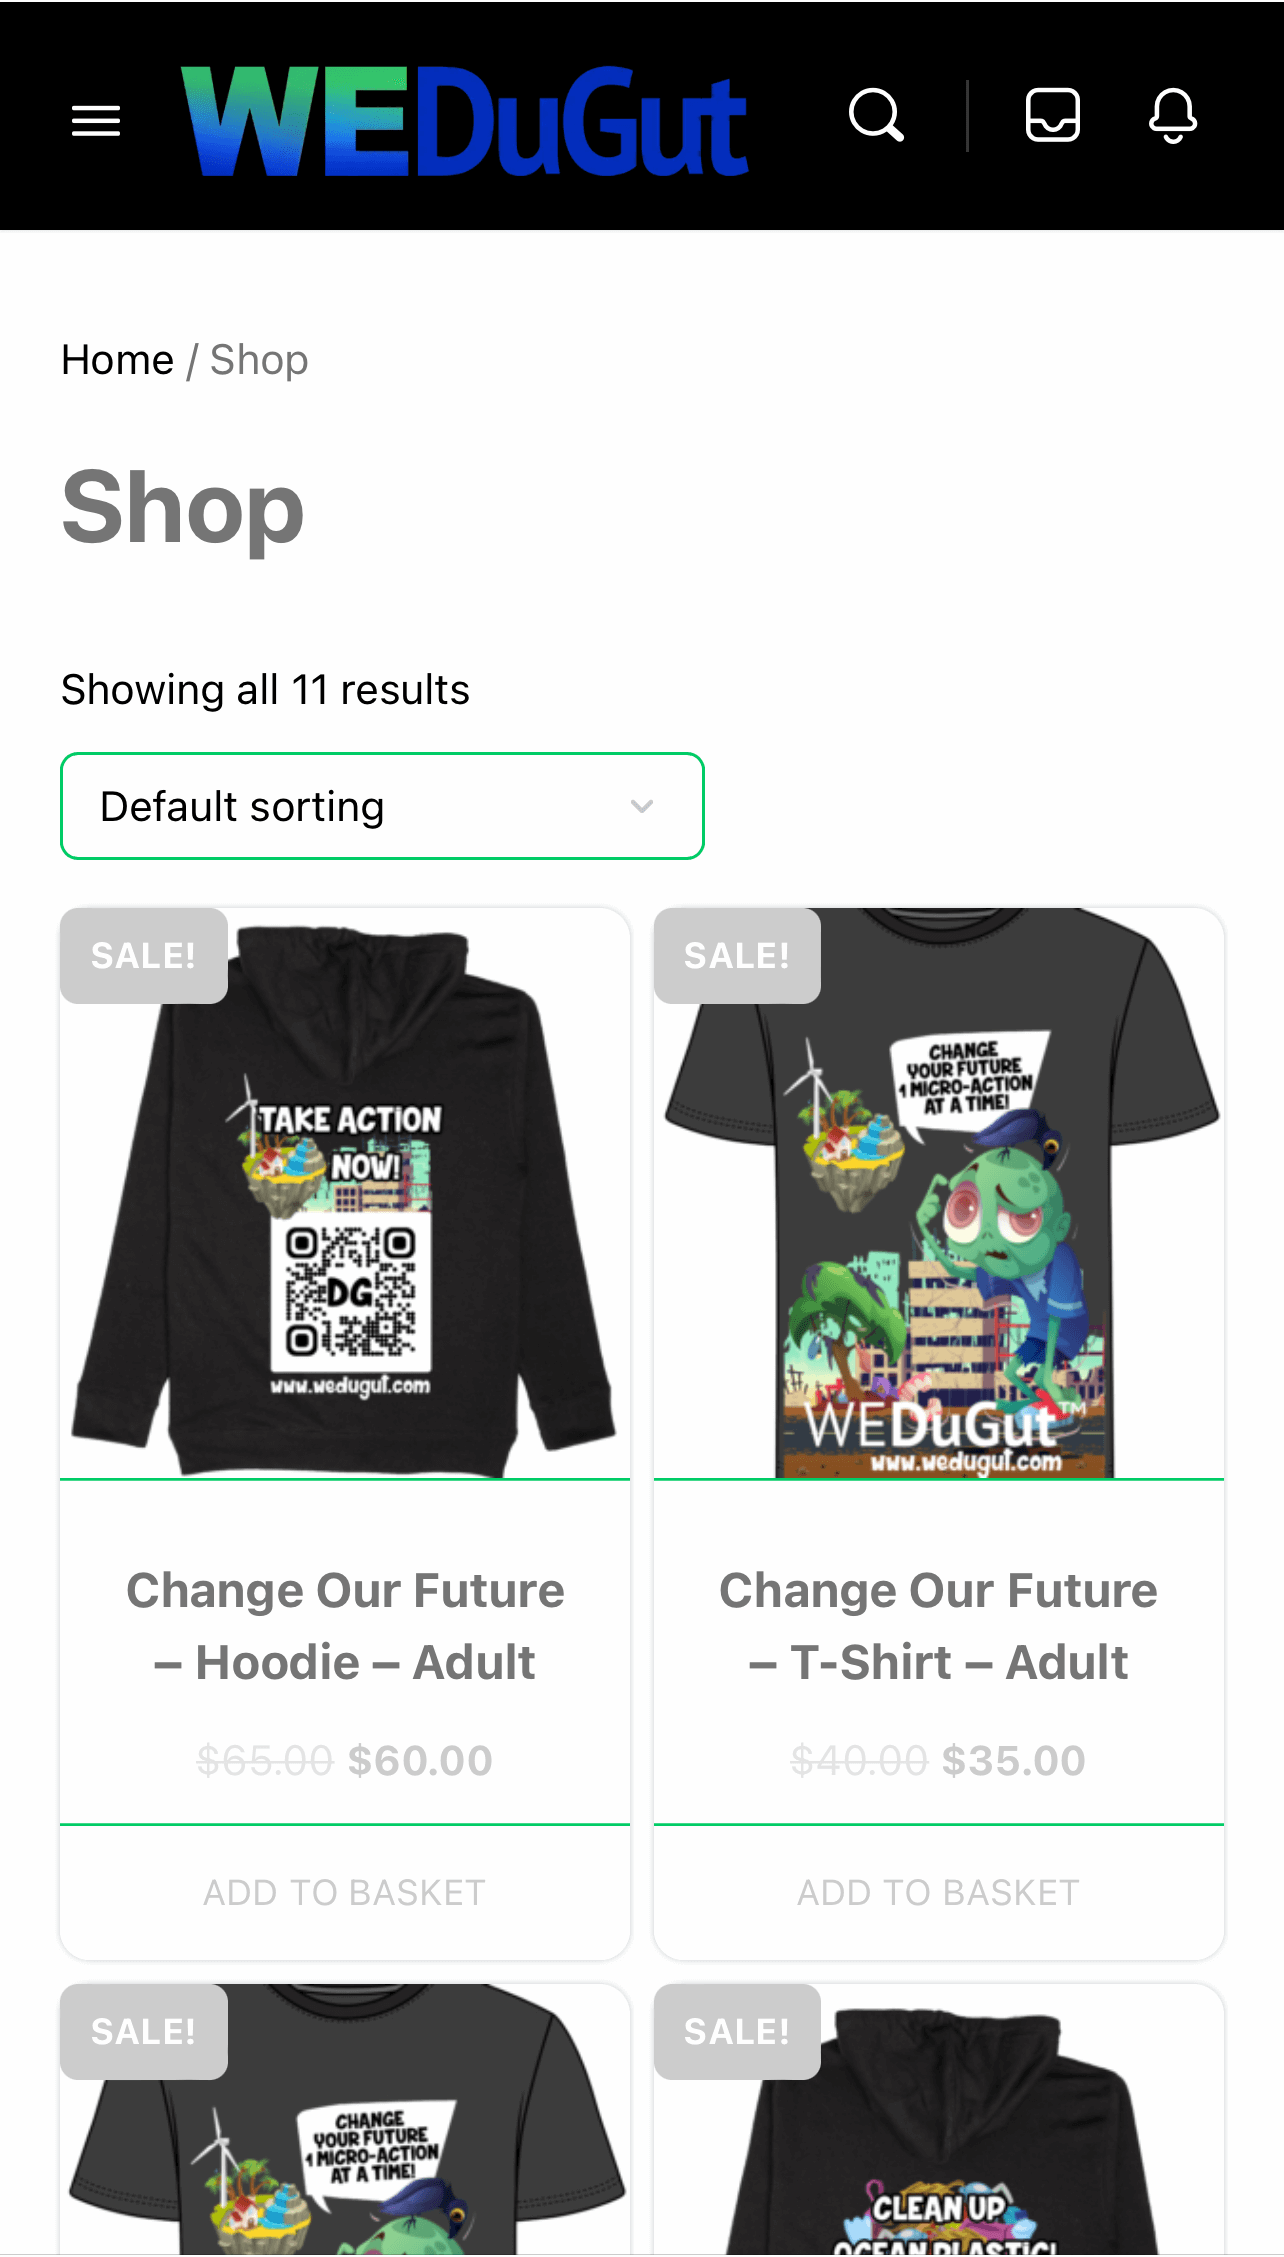 WEDuGut
Home / Shop
Shop
Showing all 11 results
Default sorting
SALE!
TAKE ACTION
NOW!
DG
www.wedugut.com
SALE!
CHANGE
YOUR FUTURE
1 MICRO-ACTION
AT A TIME!
WEDuGut™
www.wedugut.com
Change Our Future
– Hoodie – Adult
$65.00 $60.00
ADD TO BASKET
Change Our Future
– T-Shirt – Adult
$40.00 $35.00
ADD TO BASKET
SALE!
CHANGE
YOUR FUTURE
1 MICRO-ACTION
AT A TIME!
SALE!
CLEAN UP
OCEAN PLASTIC!